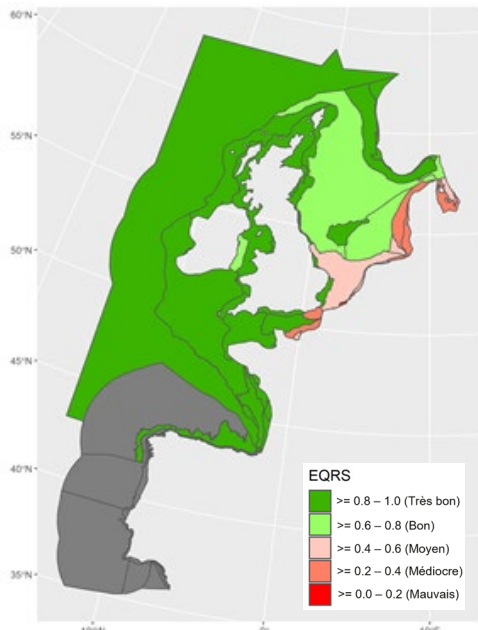 60°N
55°N
50°N
45°N
40°N
35°N
EQRS
>= 0.8 – 1.0 (Très bon)
>= 0.6 – 0.8 (Bon)
>= 0.4 – 0.6 (Moyen)
>= 0.2 – 0.4 (Médiocre)
>= 0.0 – 0.2 (Mauvais)